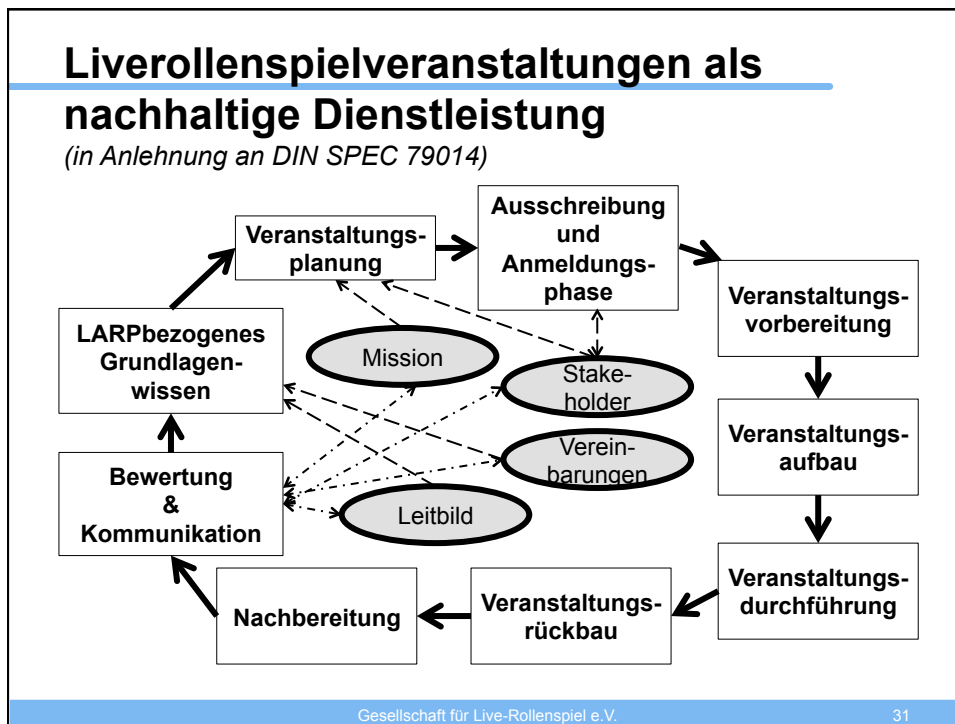 Liverollenspielveranstaltungen als
nachhaltige Dienstleistung
(in Anlehnung an DIN SPEC 79014)
Veranstaltungs-
planung
Ausschreibung
und
Anmeldungs-
phase
Veranstaltungs-
vorbereitung
Veranstaltungs-
aufbau
Veranstaltungs-
durchführung
Veranstaltungs-
rückbau
Nachbereitung
Bewertung
&
Kommunikation
LARPbezogenes
Grundlagen-
wissen
Mission
Stake-
holder
Verein-
barungen
Leitbild
Gesellschaft für Live-Rollenspiel e.V.
31